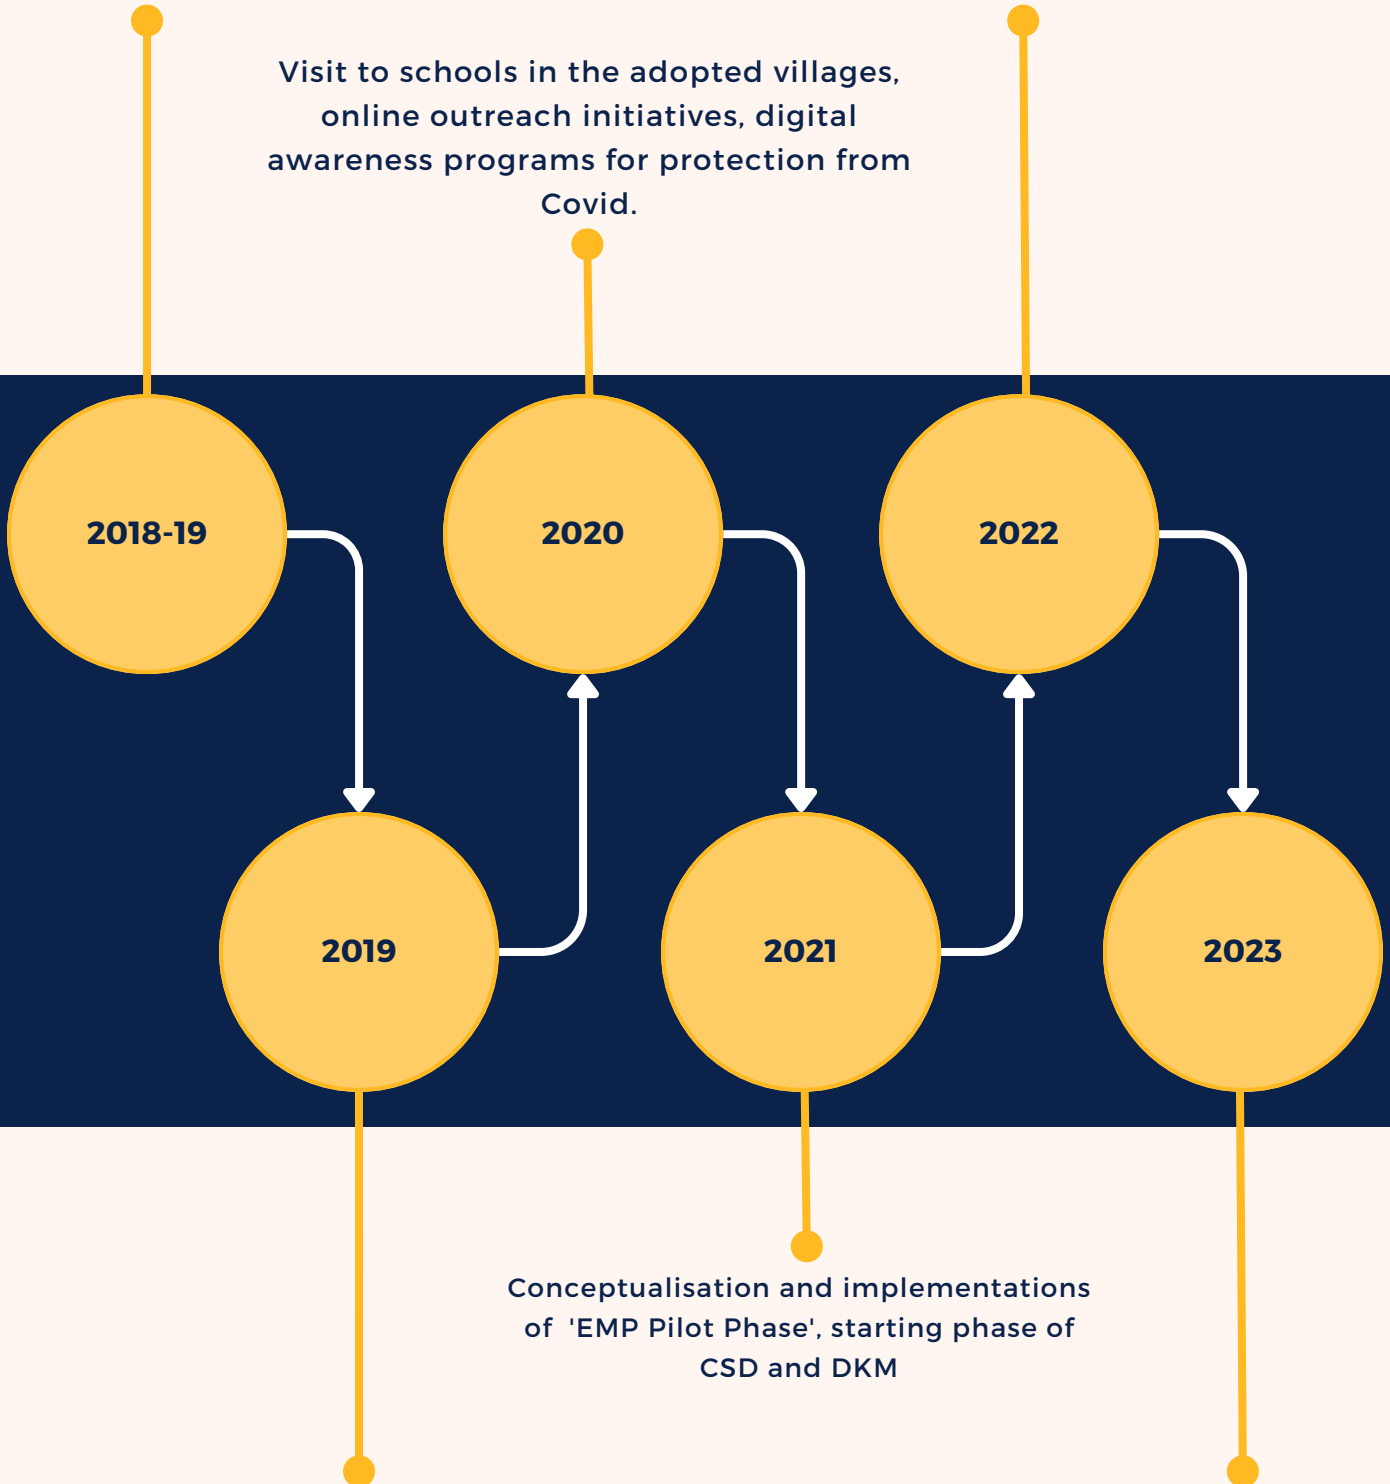 Visit to schools in the adopted villages,
online outreach initiatives, digital
awareness programs for protection from
Covid.
2018-19
2020
2022
2019
2021
2023
Conceptualisation and implementations
of 'EMP Pilot Phase', starting phase of
CSD and DKM